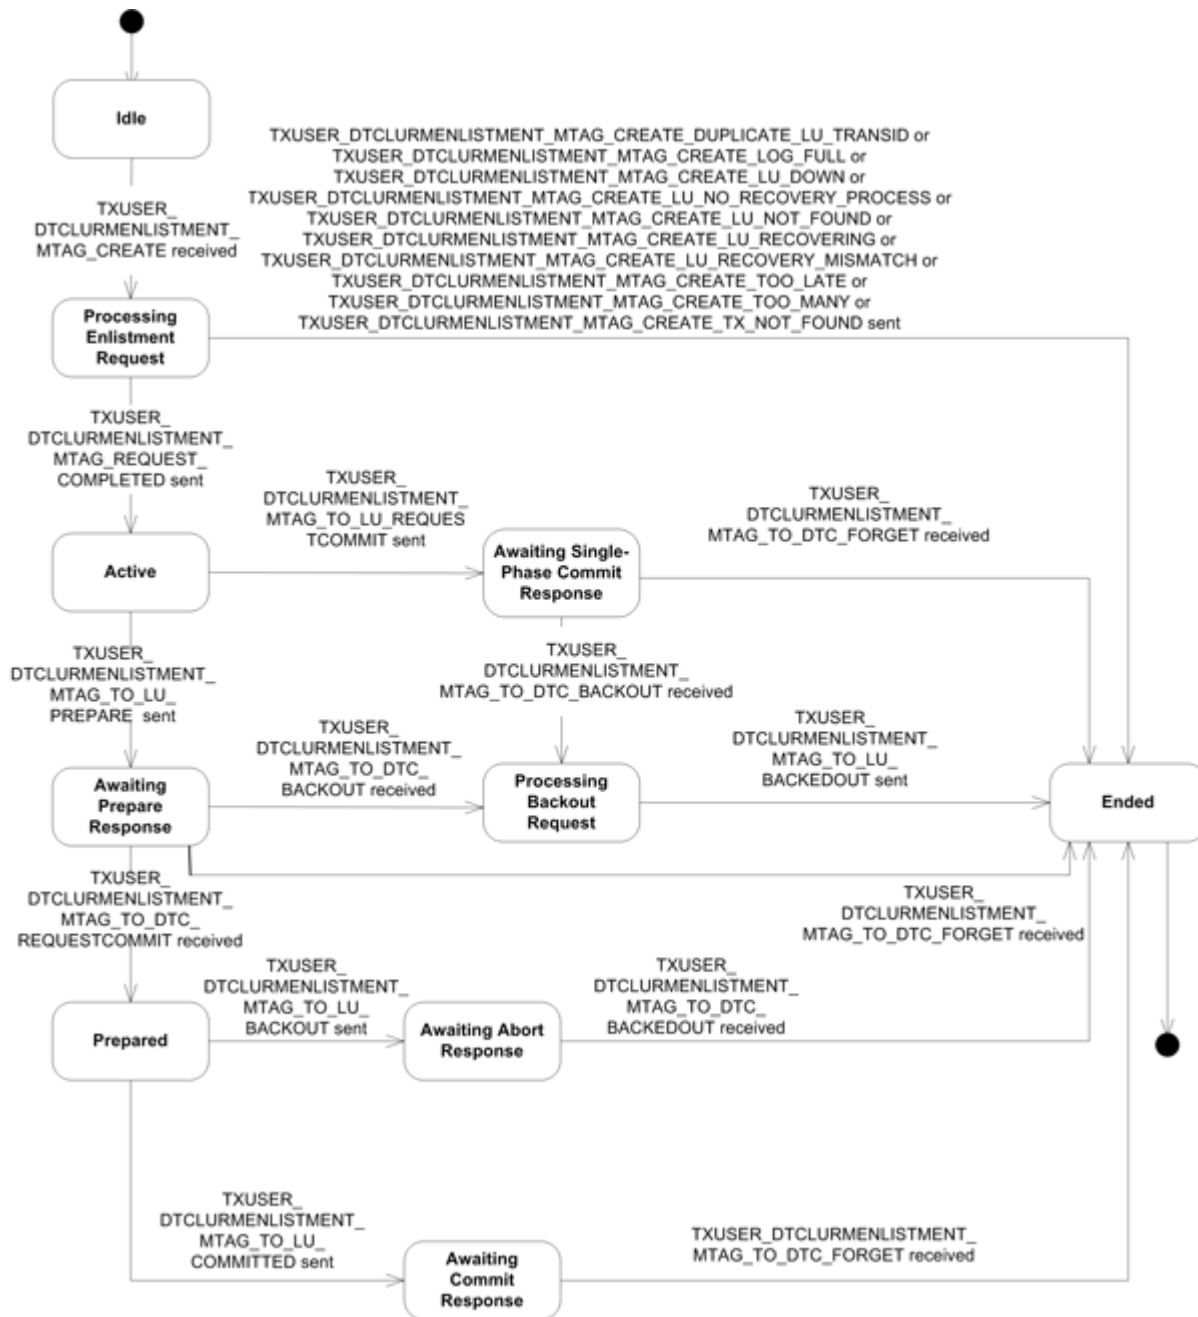 Idle
TXUSER_DTCLURMENLISTMENT_MTAG_CREATE_DUPLICATE_LU_TRANSID or
TXUSER_DTCLURMENLISTMENT_MTAG_CREATE_LOG_FULL or
TXUSER_DTCLURMENLISTMENT_MTAG_CREATE_LU_DOWN or
TXUSER_DTCLURMENLISTMENT_MTAG_CREATE_LU_NO_RECOVERY_PROCESS or
TXUSER_DTCLURMENLISTMENT_MTAG_CREATE_LU_NOT_FOUND or
TXUSER_DTCLURMENLISTMENT_MTAG_CREATE_LU_RECOVERING or
TXUSER_DTCLURMENLISTMENT_MTAG_CREATE_LU_RECOVERY_MISMATCH or
TXUSER_DTCLURMENLISTMENT_MTAG_CREATE_TOO_LATE or
TXUSER_DTCLURMENLISTMENT_MTAG_CREATE_TOO_MANY or
TXUSER_DTCLURMENLISTMENT_MTAG_CREATE_TX_NOT_FOUND sent
TXUSER_
DTCLURMENLISTMENT_
MTAG_CREATE received
Processing
Enlistment
Request
TXUSER_
DTCLURMENLISTMENT_
MTAG_REQUEST_
COMPLETED sent
TXUSER_
DTCLURMENLISTMENT_
MTAG_TO_LU_REQUES
TCOMMIT sent
TXUSER_
DTCLURMENLISTMENT_
MTAG_TO_DTC_FORGET received
Active
Awaiting Single-
Phase Commit
Response
TXUSER_
DTCLURMENLISTMENT_
MTAG_TO_LU_
PREPARE sent
TXUSER_
DTCLURMENLISTMENT_
MTAG_TO_DTC_BACKOUT received
TXUSER_
DTCLURMENLISTMENT_
MTAG_TO_DTC_
BACKOUT received
TXUSER_
DTCLURMENLISTMENT_
MTAG_TO_LU_
BACKEDOUT sent
Awaiting
Prepare
Response
Processing
Backout
Request
Ended
TXUSER_
DTCLURMENLISTMENT_
MTAG_TO_DTC_
REQUESTCOMMIT received
TXUSER_
DTCLURMENLISTMENT_
MTAG_TO_DTC_FORGET received
TXUSER_
DTCLURMENLISTMENT_
MTAG_TO_LU_
BACKOUT sent
TXUSER_
DTCLURMENLISTMENT_
MTAG_TO_DTC_
BACKEDOUT received
Prepared
Awaiting Abort
Response
TXUSER_
DTCLURMENLISTMENT_
MTAG_TO_LU_
COMMITTED sent
TXUSER_DTCLURMENLISTMENT_
MTAG_TO_DTC_FORGET received
Awaiting
Commit
Response